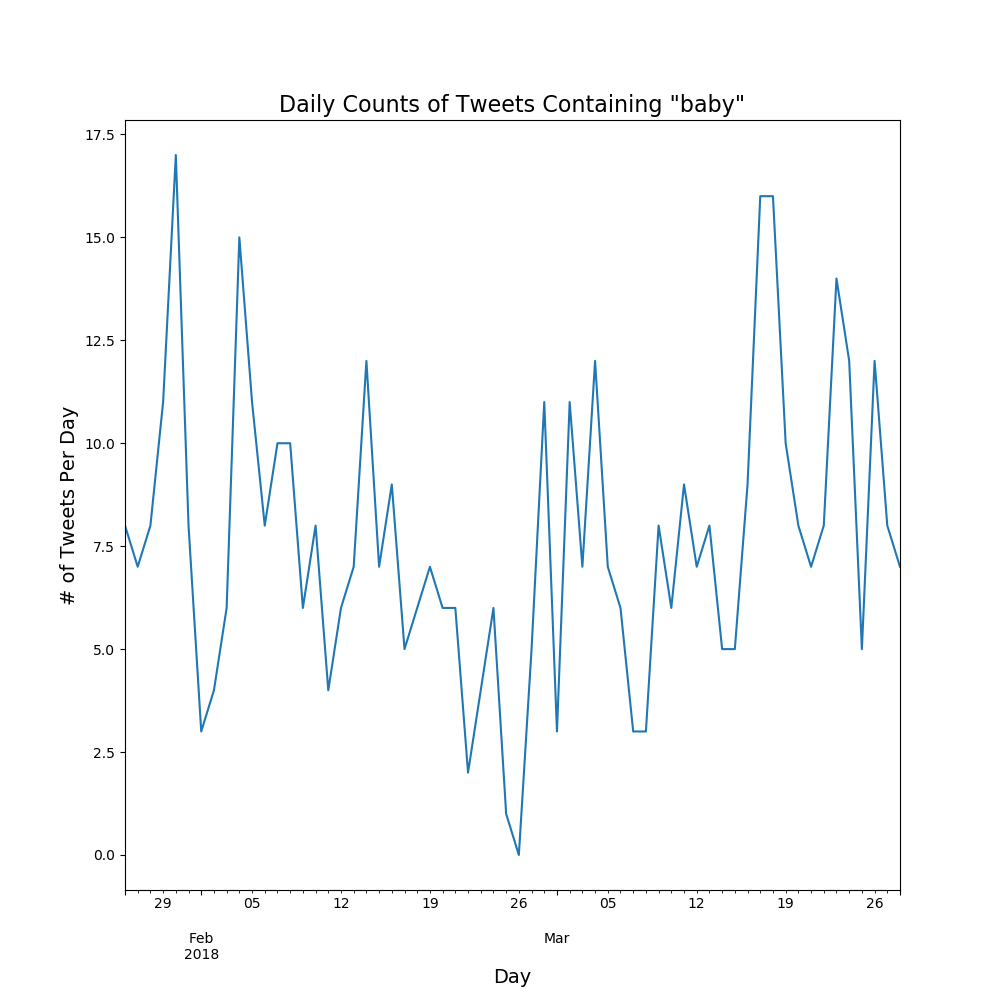 Daily Counts of Tweets Containing "baby"
17.5
15.0
12.5
10.0
7.5
5.0
2.5
0.0
# of Tweets Per Day
29 05 12 19 26 05 12 19 26
Feb Mar
2018
Day